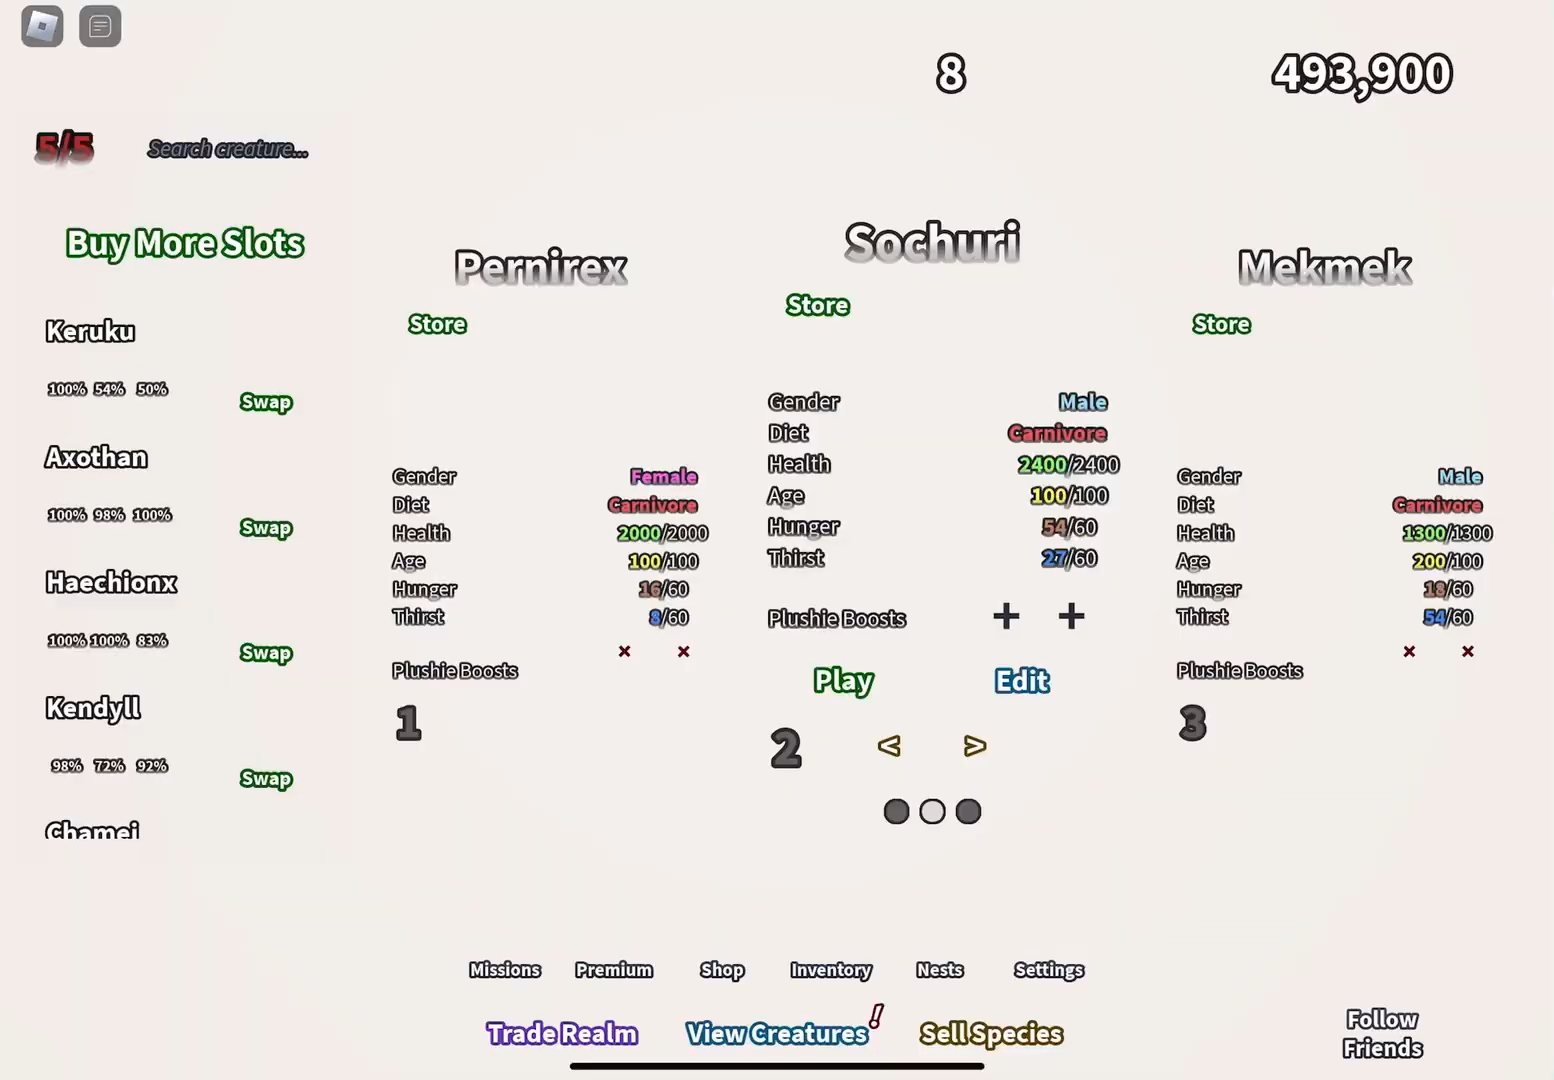 8
493,900
5/5
Search creature...
Buy More Slots
Keruku
100% 54% 50%
Swap
Axothan
100% 98% 100%
Swap
Haechionx
100% 100% 83%
Swap
Kendyll
98% 72% 92%
Swap
Chamei
Pernirex
Store
Gender Female
Diet Carnivore
Health 2000/2000
Age 100/100
Hunger 16/60
Thirst 8/60
× ×
Plushie Boosts
1
Sochuri
Store
Gender Male
Diet Carnivore
Health 2400/2400
Age 100/100
Hunger 54/60
Thirst 27/60
Plushie Boosts + +
Play Edit
2 < >
Mekmek
Store
Gender Male
Diet Carnivore
Health 1300/1300
Age 200/100
Hunger 18/60
Thirst 54/60
× ×
Plushie Boosts
3
Missions Premium Shop Inventory Nests Settings
Trade Realm View Creatures ! Sell Species
Follow
Friends